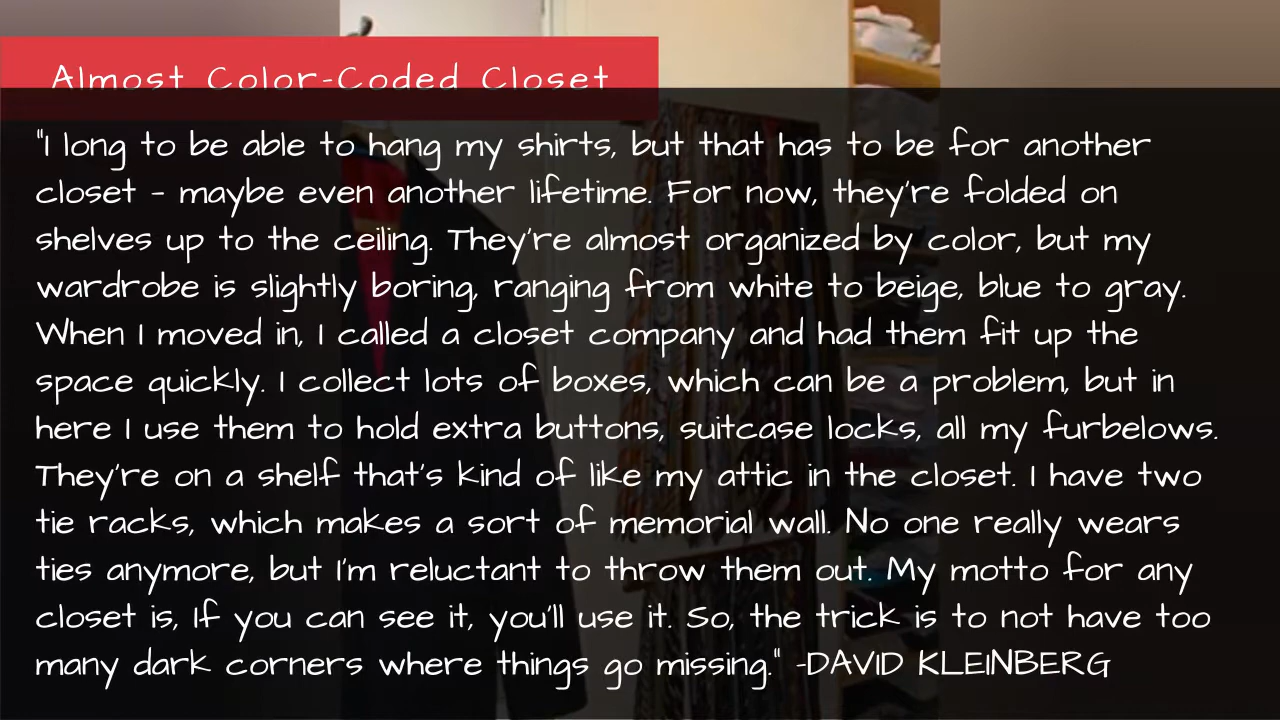 Almost Color-Coded Closet
"I long to be able to hang my shirts, but that has to be for another
closet - maybe even another lifetime. For now, they're folded on
shelves up to the ceiling. They're almost organized by color, but my
wardrobe is slightly boring, ranging from white to beige, blue to gray.
When I moved in, I called a closet company and had them fit up the
space quickly. I collect lots of boxes, which can be a problem, but in
here I use them to hold extra buttons, suitcase locks, all my furbelows.
They're on a shelf that's kind of like my attic in the closet. I have two
tie racks, which makes a sort of memorial wall. No one really wears
ties anymore, but I'm reluctant to throw them out. My motto for any
closet is, If you can see it, you'll use it. So, the trick is to not have too
many dark corners where things go missing." -DAVID KLEINBERG